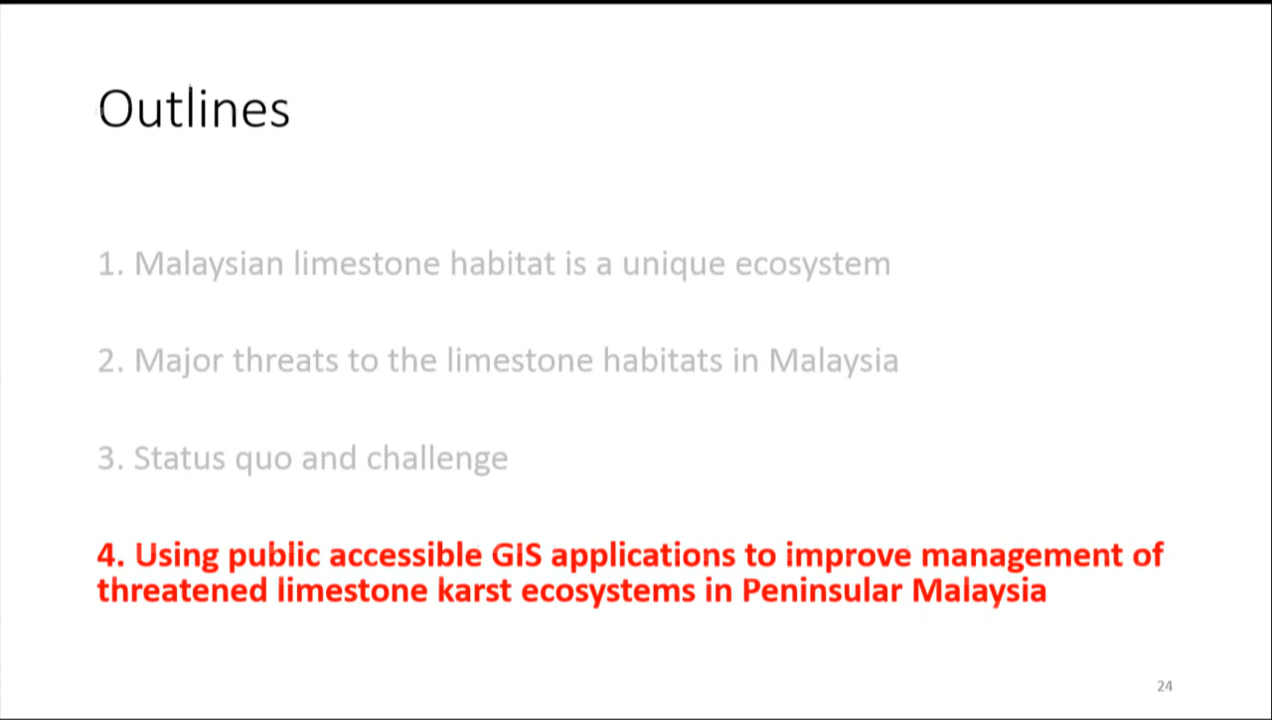 Outlines
1. Malaysian limestone habitat is a unique ecosystem
2. Major threats to the limestone habitats in Malaysia
3. Status quo and challenge
4. Using public accessible GIS applications to improve management of
threatened limestone karst ecosystems in Peninsular Malaysia
24